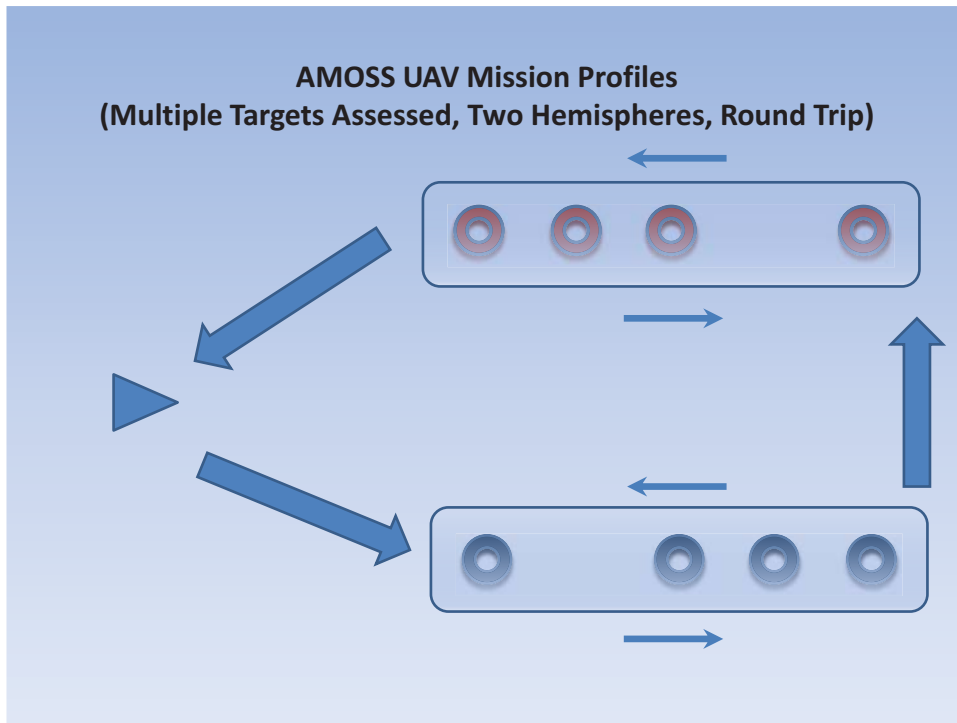 AMOSS UAV Mission Profiles
(Multiple Targets Assessed, Two Hemispheres, Round Trip)